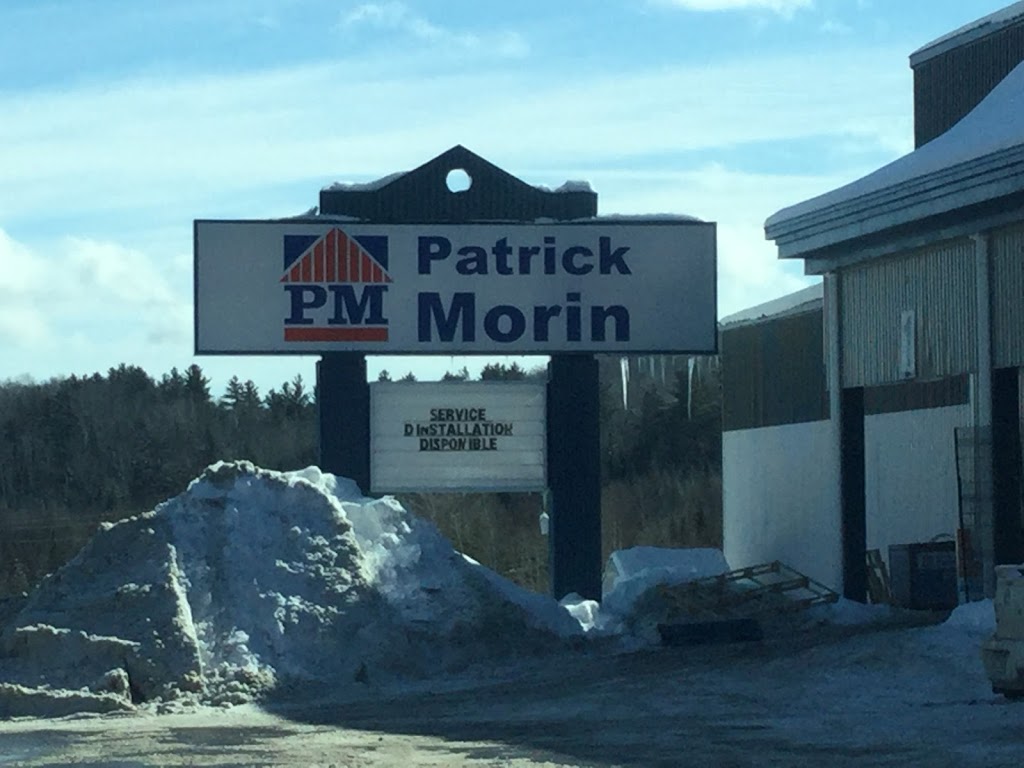 PM
Patrick
Morin
SERVICE
D INSTALLATION
DISPONIBLE